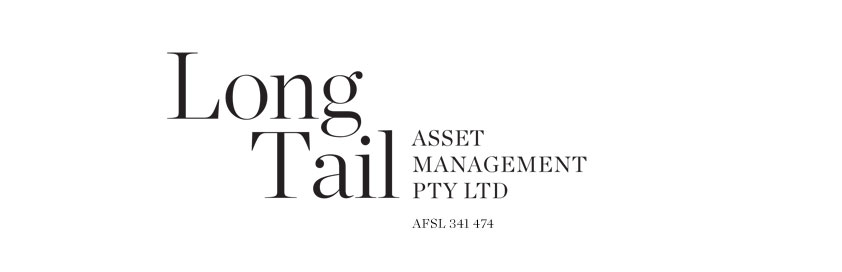 Long
Tail
ASSET
MANAGEMENT
PTY LTD
AFSL 341 474